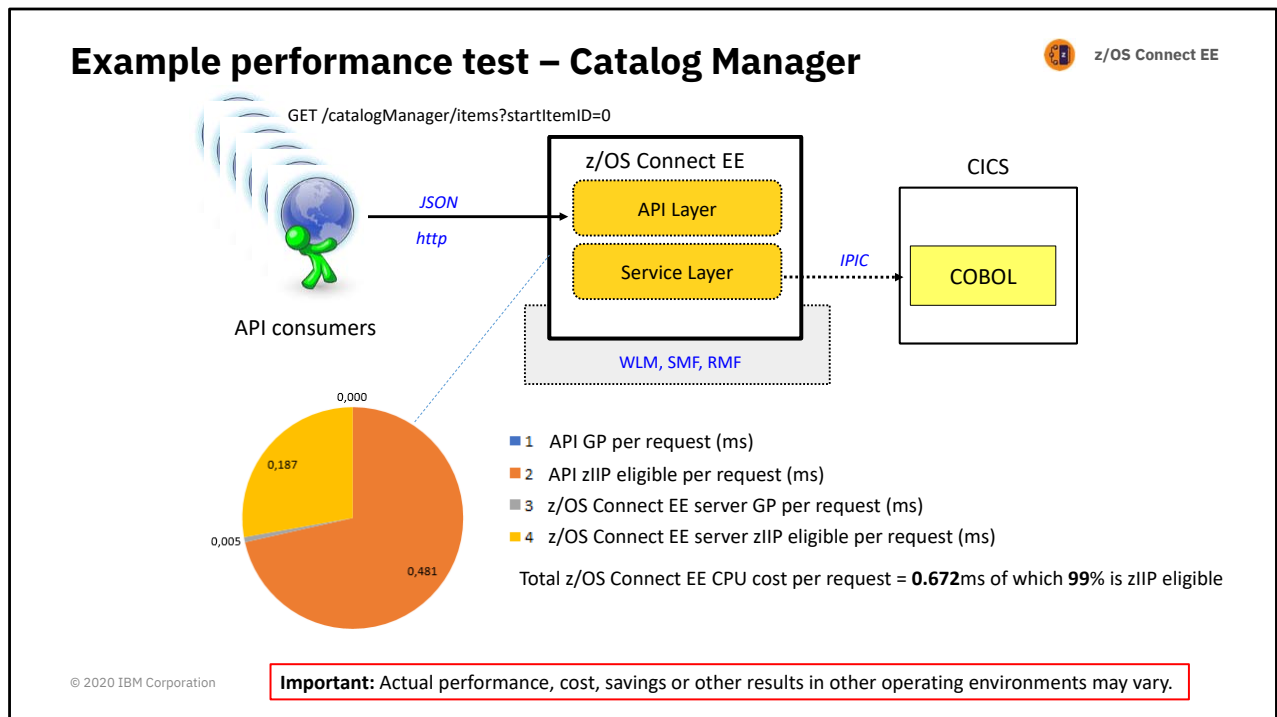 Example performance test – Catalog Manager
z/OS Connect EE
GET /catalogManager/items?startItemID=0
z/OS Connect EE
CICS
API Layer
JSON
http
Service Layer
IPIC
COBOL
API consumers
WLM, SMF, RMF
0,000
0,187
0,005
0,481
1 API GP per request (ms)
2 API zIIP eligible per request (ms)
3 z/OS Connect EE server GP per request (ms)
4 z/OS Connect EE server zIIP eligible per request (ms)
Total z/OS Connect EE CPU cost per request = 0.672ms of which 99% is zIIP eligible
© 2020 IBM Corporation
Important: Actual performance, cost, savings or other results in other operating environments may vary.